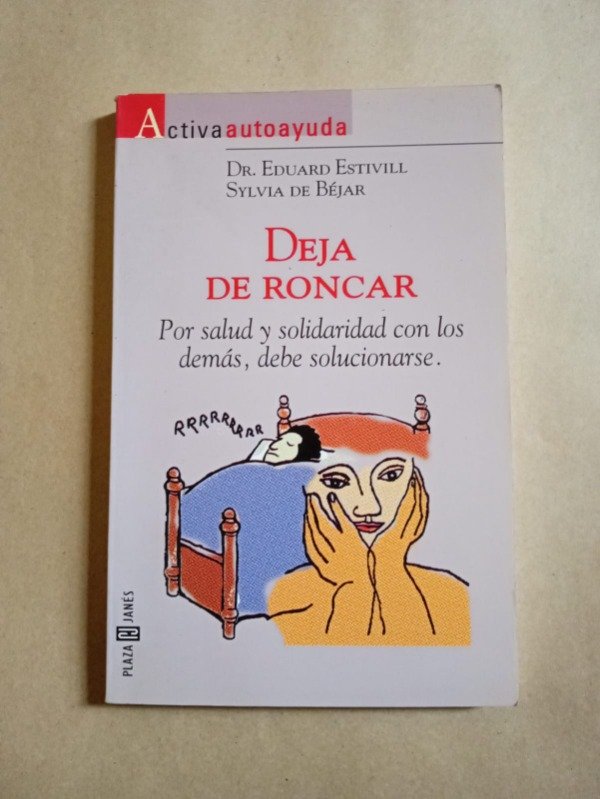 Activaautoayuda
DR. EDUARD ESTIVILL
SYLVIA DE BÉJAR
DEJA
DE RONCAR
Por salud y solidaridad con los
demás, debe solucionarse.
RRRRRRRRR
PLAZA JANÉS